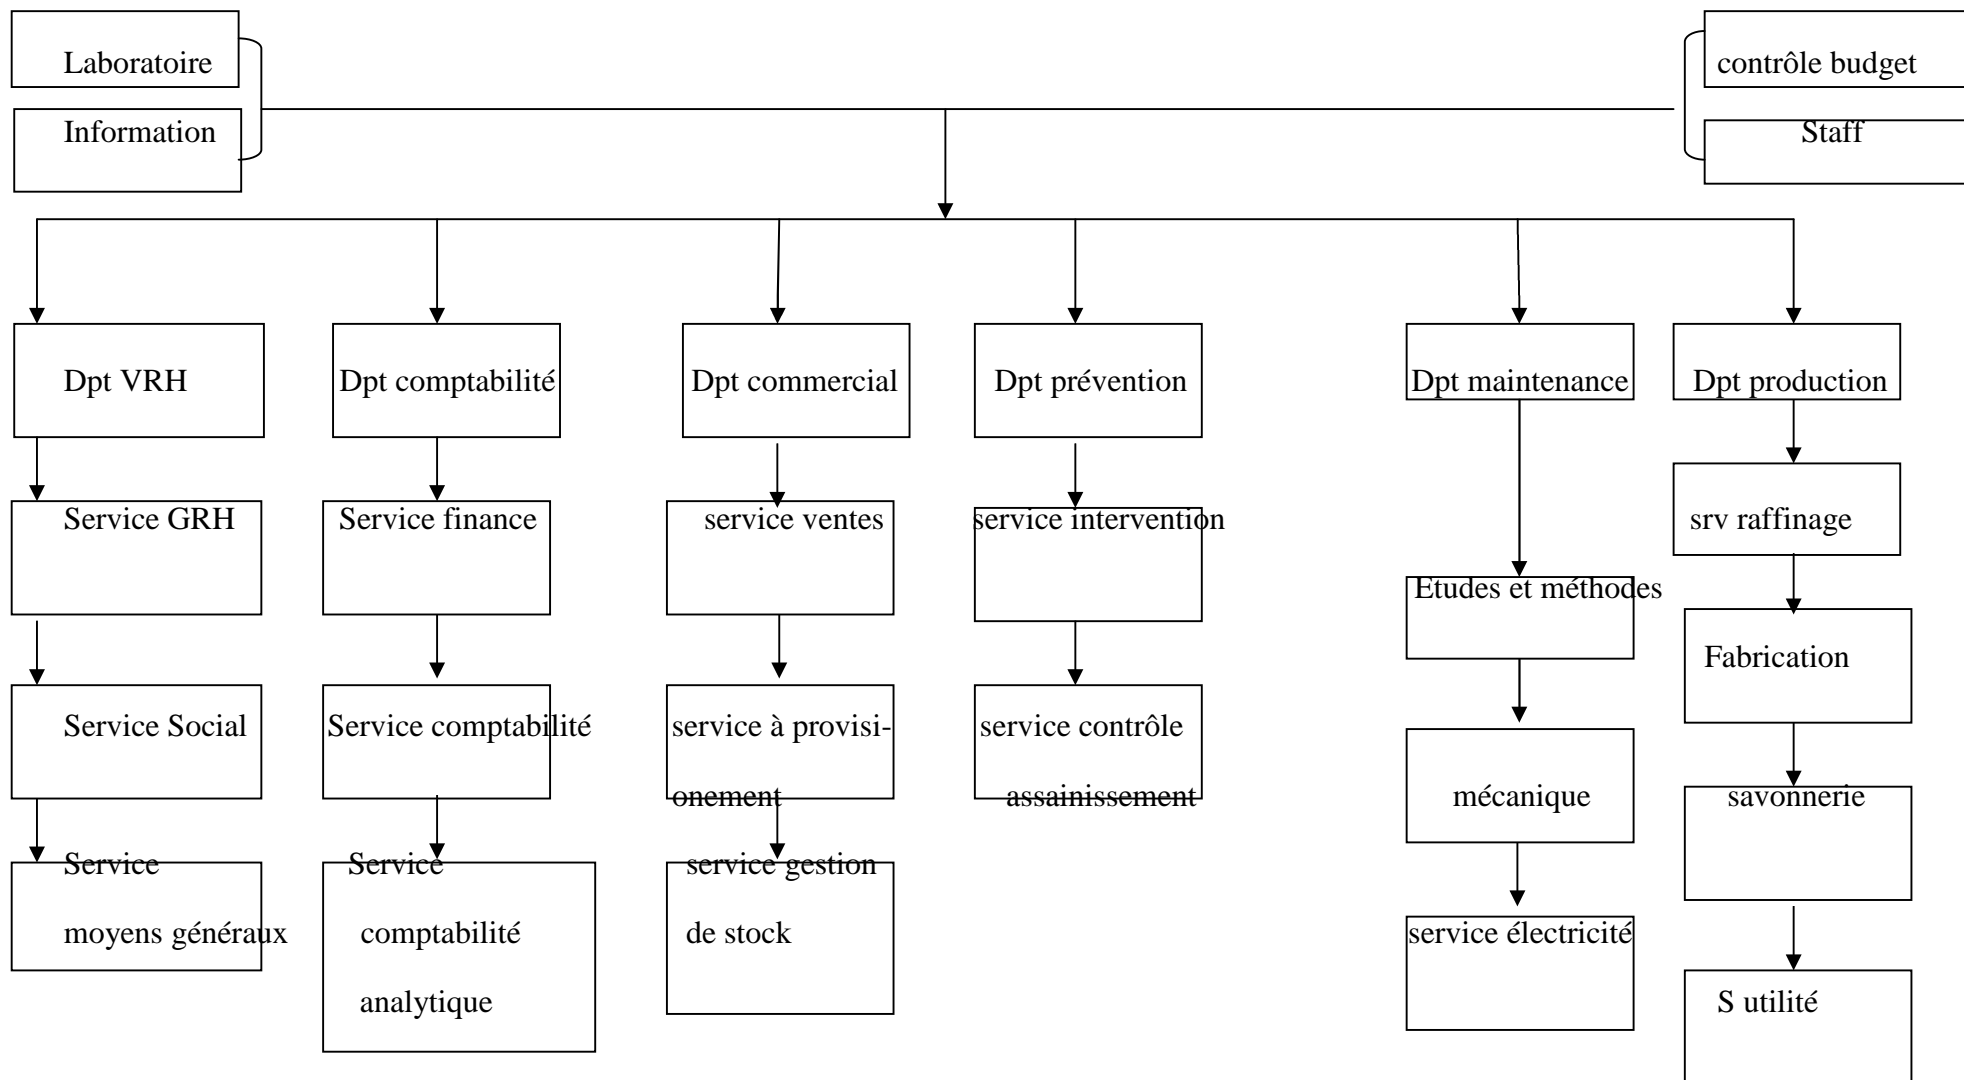 Laboratoire
contrôle budget
Information
Staff
Dpt VRH
Dpt comptabilité
Dpt commercial
Dpt prévention
Dpt maintenance
Dpt production
Service GRH
Service finance
service ventes
service intervention
srv raffinage
Etudes et méthodes
Fabrication
Service Social
Service comptabilité
service à provisi-
onement
service contrôle
assainissement
mécanique
savonnerie
Service
moyens généraux
Service
comptabilité
analytique
service gestion
de stock
service électricité
S utilité